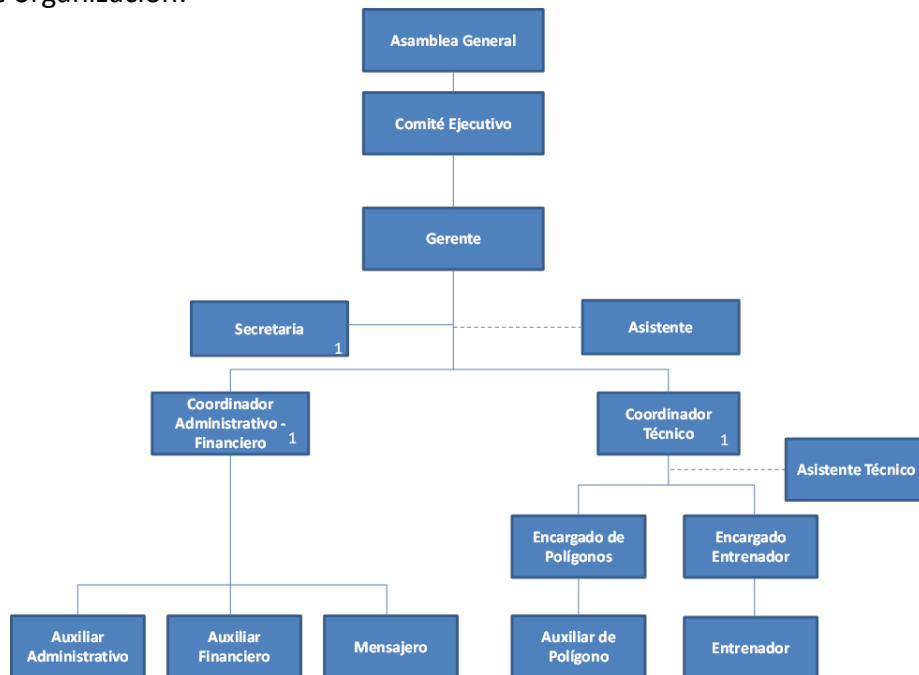 organización.
Asamblea General
Comité Ejecutivo
Gerente
Secretaria
1
Asistente
Coordinador
Administrativo -
Financiero
1
Coordinador
Técnico
1
Asistente Técnico
Encargado de
Polígonos
Encargado
Entrenador
Auxiliar
Administrativo
Auxiliar
Financiero
Mensajero
Auxiliar de
Polígono
Entrenador